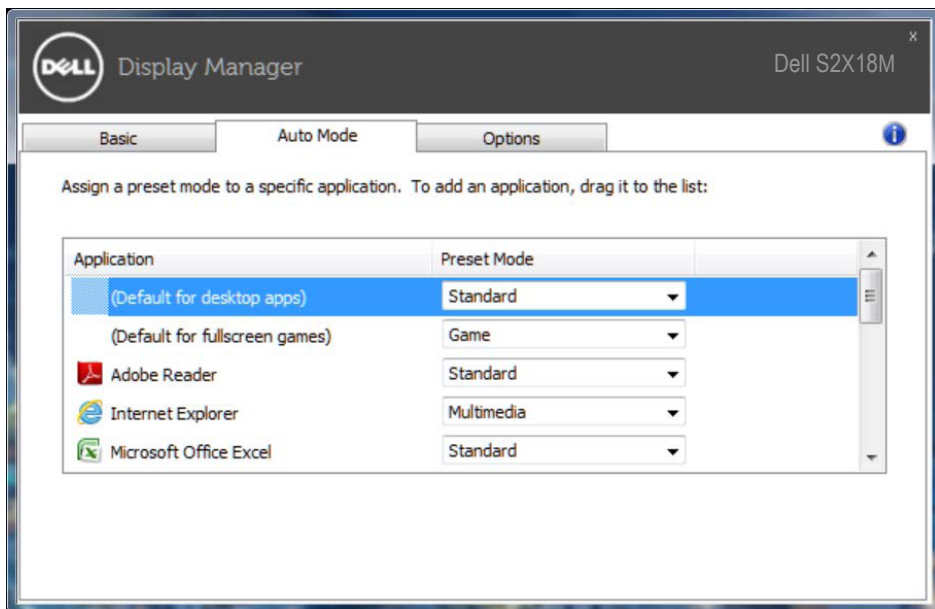 x
DELL Display Manager Dell S2X18M
Basic Auto Mode Options
Assign a preset mode to a specific application. To add an application, drag it to the list:
Application Preset Mode
(Default for desktop apps) Standard
(Default for fullscreen games) Game
Adobe Reader Standard
Internet Explorer Multimedia
Microsoft Office Excel Standard